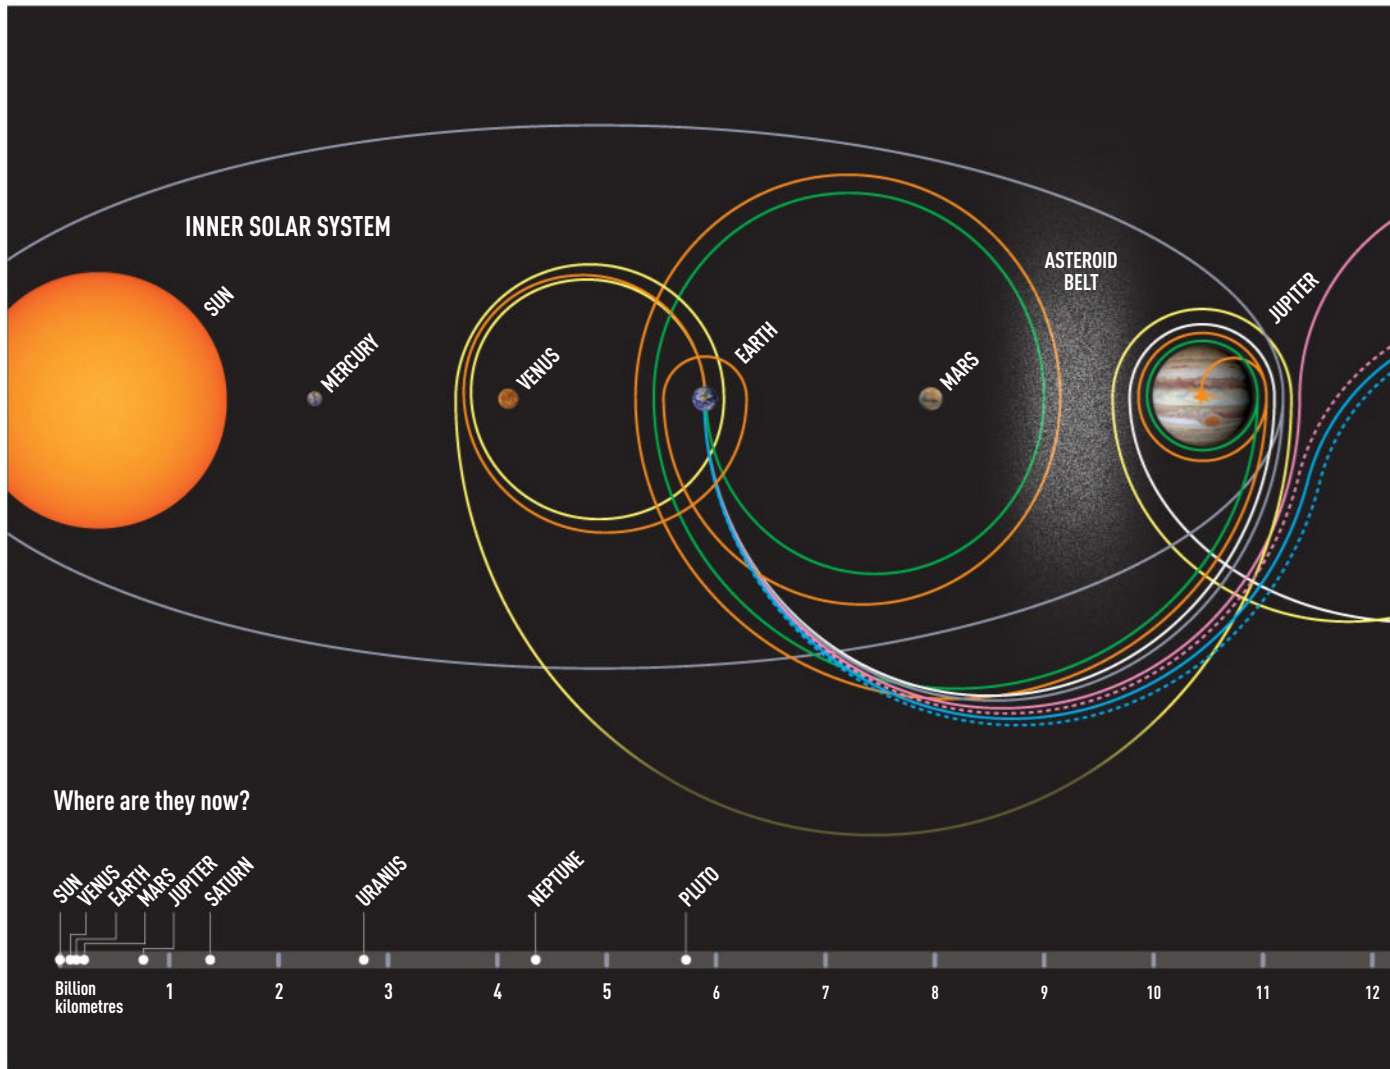 INNER SOLAR SYSTEM
SUN
MERCURY
VENUS
EARTH
MARS
ASTEROID
BELT
JUPITER
Where are they now?
SUN
VENUS
EARTH
MARS
JUPITER
SATURN
URANUS
NEPTUNE
PLUTO
Billion
kilometres
1
2
3
4
5
6
7
8
9
10
11
12